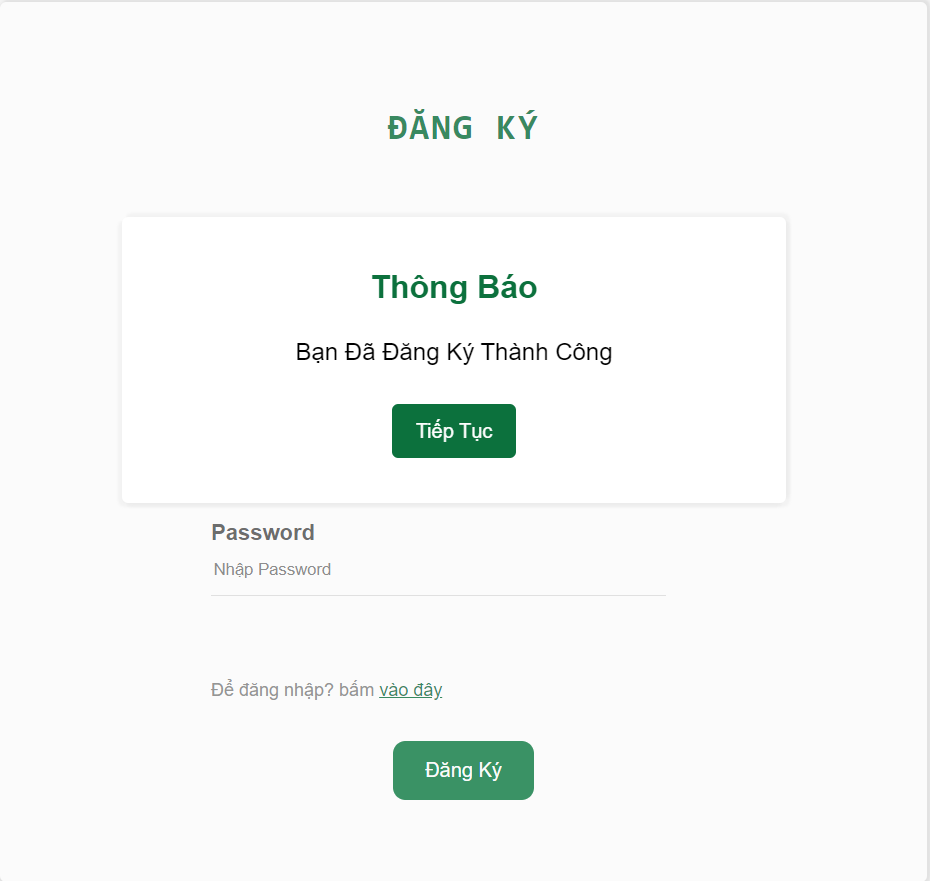 ĐĂNG KÝ
Thông Báo
Bạn Đã Đăng Ký Thành Công
Tiếp Tục
Password
Nhập Password
Để đăng nhập? bấm vào đây
Đăng Ký